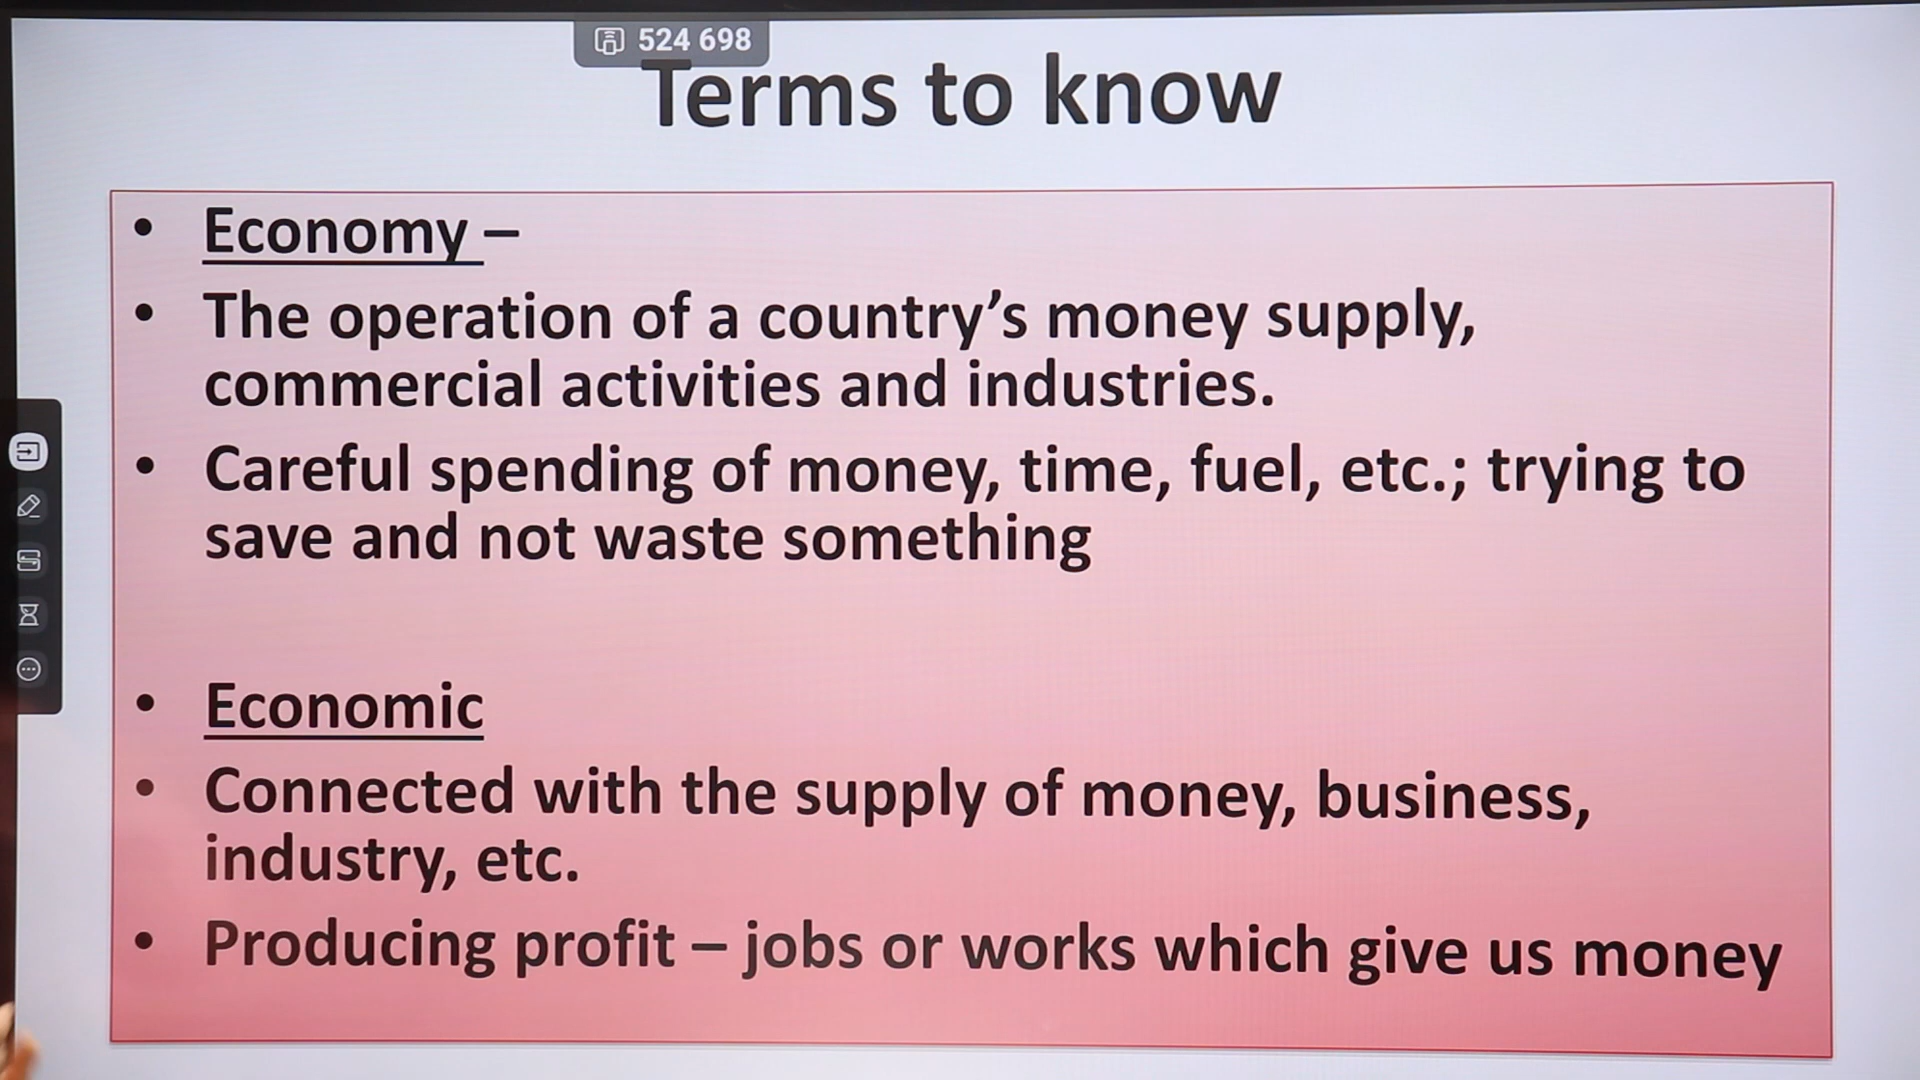 524 698
Terms to know
• Economy –
• The operation of a country’s money supply,
commercial activities and industries.
• Careful spending of money, time, fuel, etc.; trying to
save and not waste something
• Economic
• Connected with the supply of money, business,
industry, etc.
• Producing profit – jobs or works which give us money